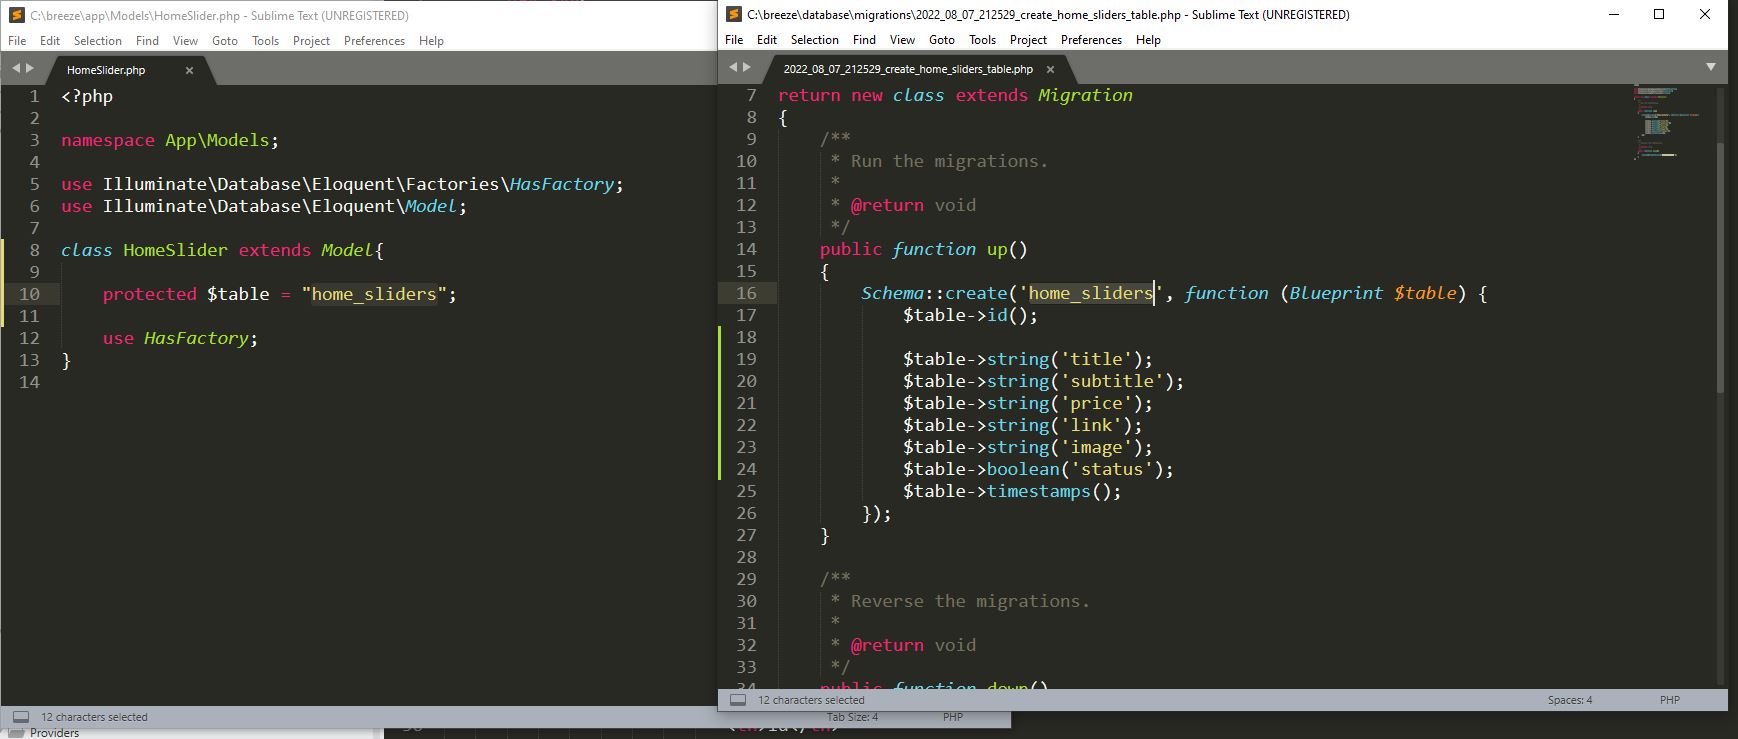 C:\breeze\app\Models\HomeSlider.php - Sublime Text (UNREGISTERED)
File Edit Selection Find View Goto Tools Project Preferences Help
HomeSlider.php ×
1 <?php
2
3 namespace App\Models;
4
5 use Illuminate\Database\Eloquent\Factories\HasFactory;
6 use Illuminate\Database\Eloquent\Model;
7
8 class HomeSlider extends Model{
9
10 protected $table = "home_sliders";
11
12 use HasFactory;
13 }
14
12 characters selected
Tab Size: 4 PHP
Providers
C:\breeze\database\migrations\2022_08_07_212529_create_home_sliders_table.php - Sublime Text (UNREGISTERED)
File Edit Selection Find View Goto Tools Project Preferences Help
2022_08_07_212529_create_home_sliders_table.php ×
7 return new class extends Migration
8 {
9 /**
10 * Run the migrations.
11 *
12 * @return void
13 */
14 public function up()
15 {
16 Schema::create('home_sliders', function (Blueprint $table) {
17 $table->id();
18
19 $table->string('title');
20 $table->string('subtitle');
21 $table->string('price');
22 $table->string('link');
23 $table->string('image');
24 $table->boolean('status');
25 $table->timestamps();
26 });
27 }
28
29 /**
30 * Reverse the migrations.
31 *
32 * @return void
33 */
34 public function down()
12 characters selected
Spaces: 4 PHP